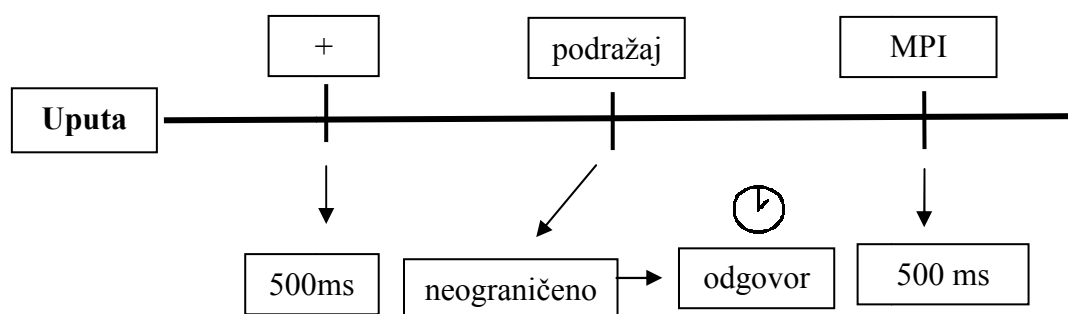 +
podražaj
MPI
Uputa
500ms
neograničeno
odgovor
500 ms